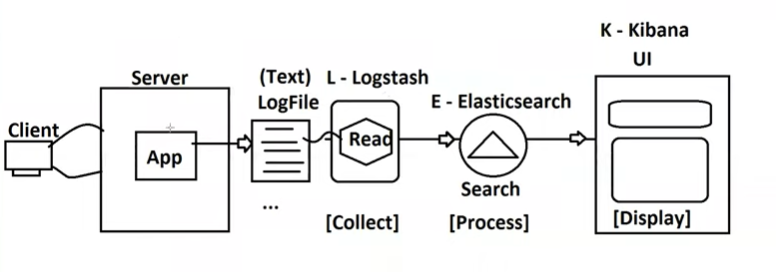 K - Kibana
UI
Server
(Text)
L - Logstash
LogFile
E - Elasticsearch
Client
App
Read
Search
...
[Collect]
[Process]
[Display]